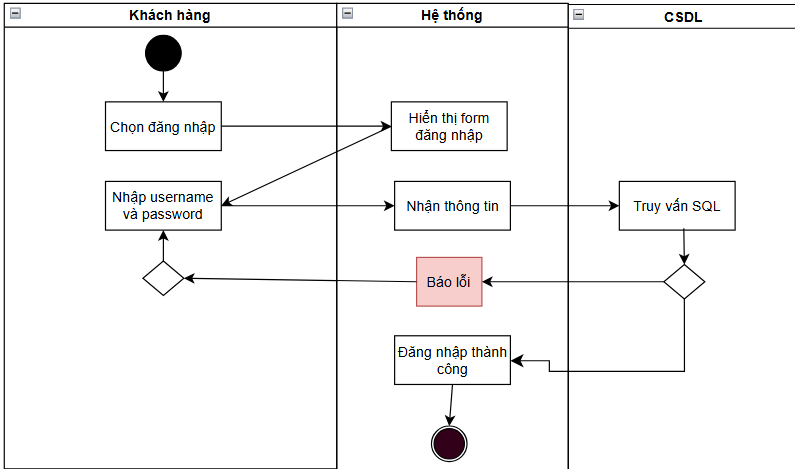 Khách hàng
Hệ thống
CSDL
Chọn đăng nhập
Hiển thị form
đăng nhập
Nhập username
và password
Nhận thông tin
Truy vấn SQL
Báo lỗi
Đăng nhập thành
công